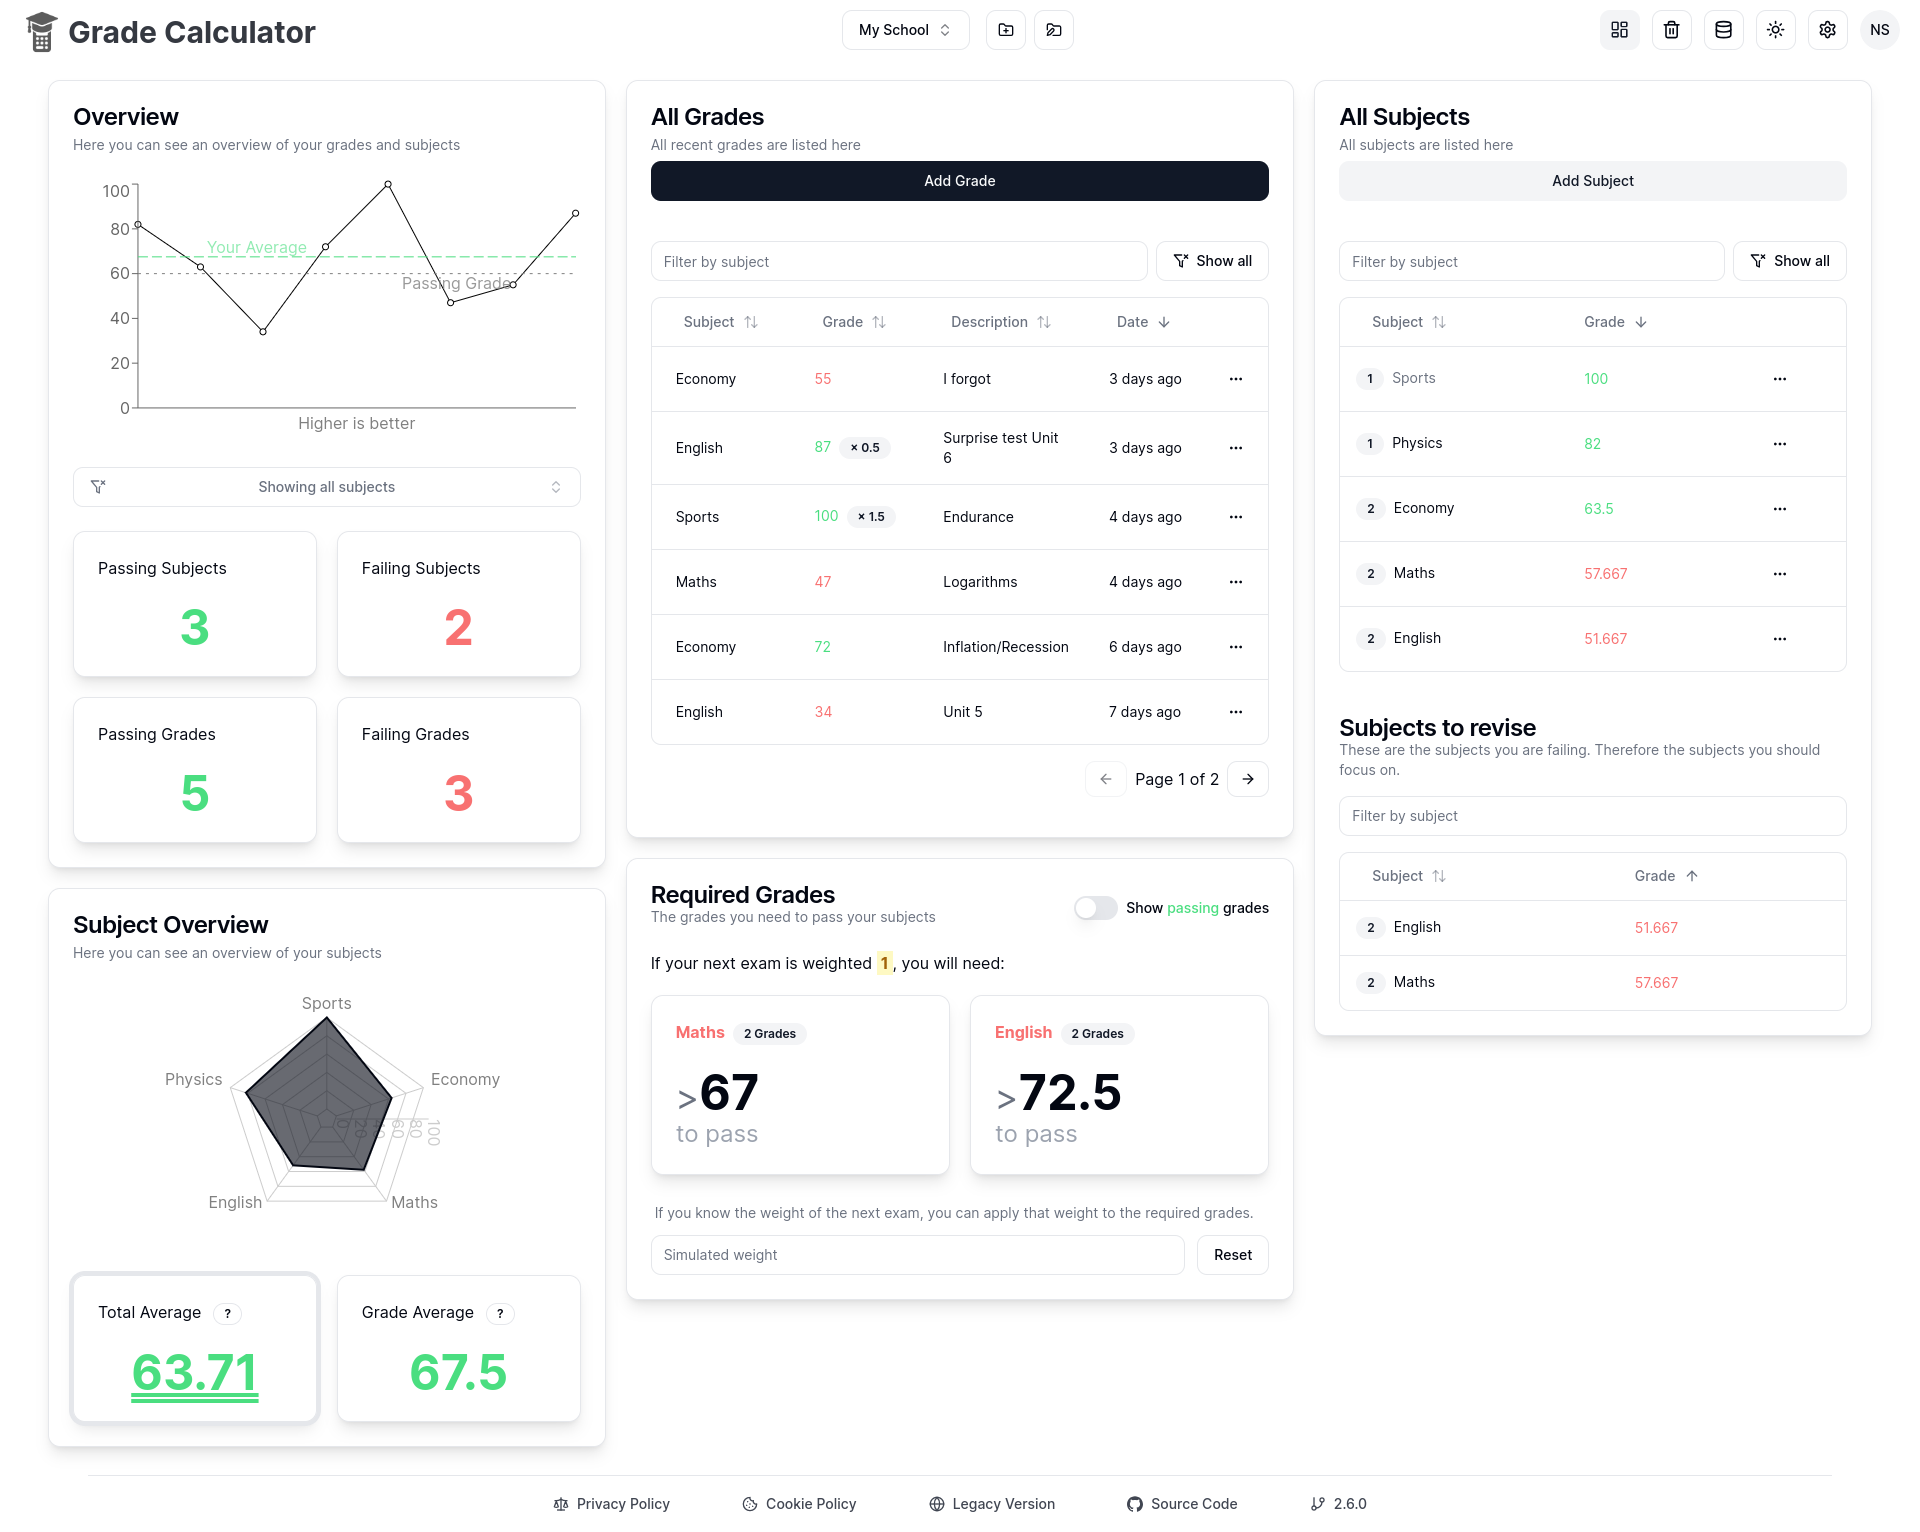 Grade Calculator
My School
NS
Overview
Here you can see an overview of your grades and subjects
100
80
60
40
20
0
Your Average
Passing Grade
Higher is better
Showing all subjects
Passing Subjects
3
Failing Subjects
2
Passing Grades
5
Failing Grades
3
Subject Overview
Here you can see an overview of your subjects
Sports
Physics
Economy
0
20
40
60
80
100
English
Maths
Total Average ?
63.71
Grade Average ?
67.5
All Grades
All recent grades are listed here
Add Grade
Filter by subject
Show all
Subject Grade Description Date
Economy 55 I forgot 3 days ago
English 87 × 0.5 Surprise test Unit
6 3 days ago
Sports 100 × 1.5 Endurance 4 days ago
Maths 47 Logarithms 4 days ago
Economy 72 Inflation/Recession 6 days ago
English 34 Unit 5 7 days ago
Page 1 of 2
Required Grades
The grades you need to pass your subjects
Show passing grades
If your next exam is weighted 1, you will need:
Maths 2 Grades
>67
to pass
English 2 Grades
>72.5
to pass
If you know the weight of the next exam, you can apply that weight to the required grades.
Simulated weight
Reset
All Subjects
All subjects are listed here
Add Subject
Filter by subject
Show all
Subject Grade
1 Sports 100
1 Physics 82
2 Economy 63.5
2 Maths 57.667
2 English 51.667
Subjects to revise
These are the subjects you are failing. Therefore the subjects you should
focus on.
Filter by subject
Subject Grade
2 English 51.667
2 Maths 57.667
Privacy Policy
Cookie Policy
Legacy Version
Source Code
2.6.0